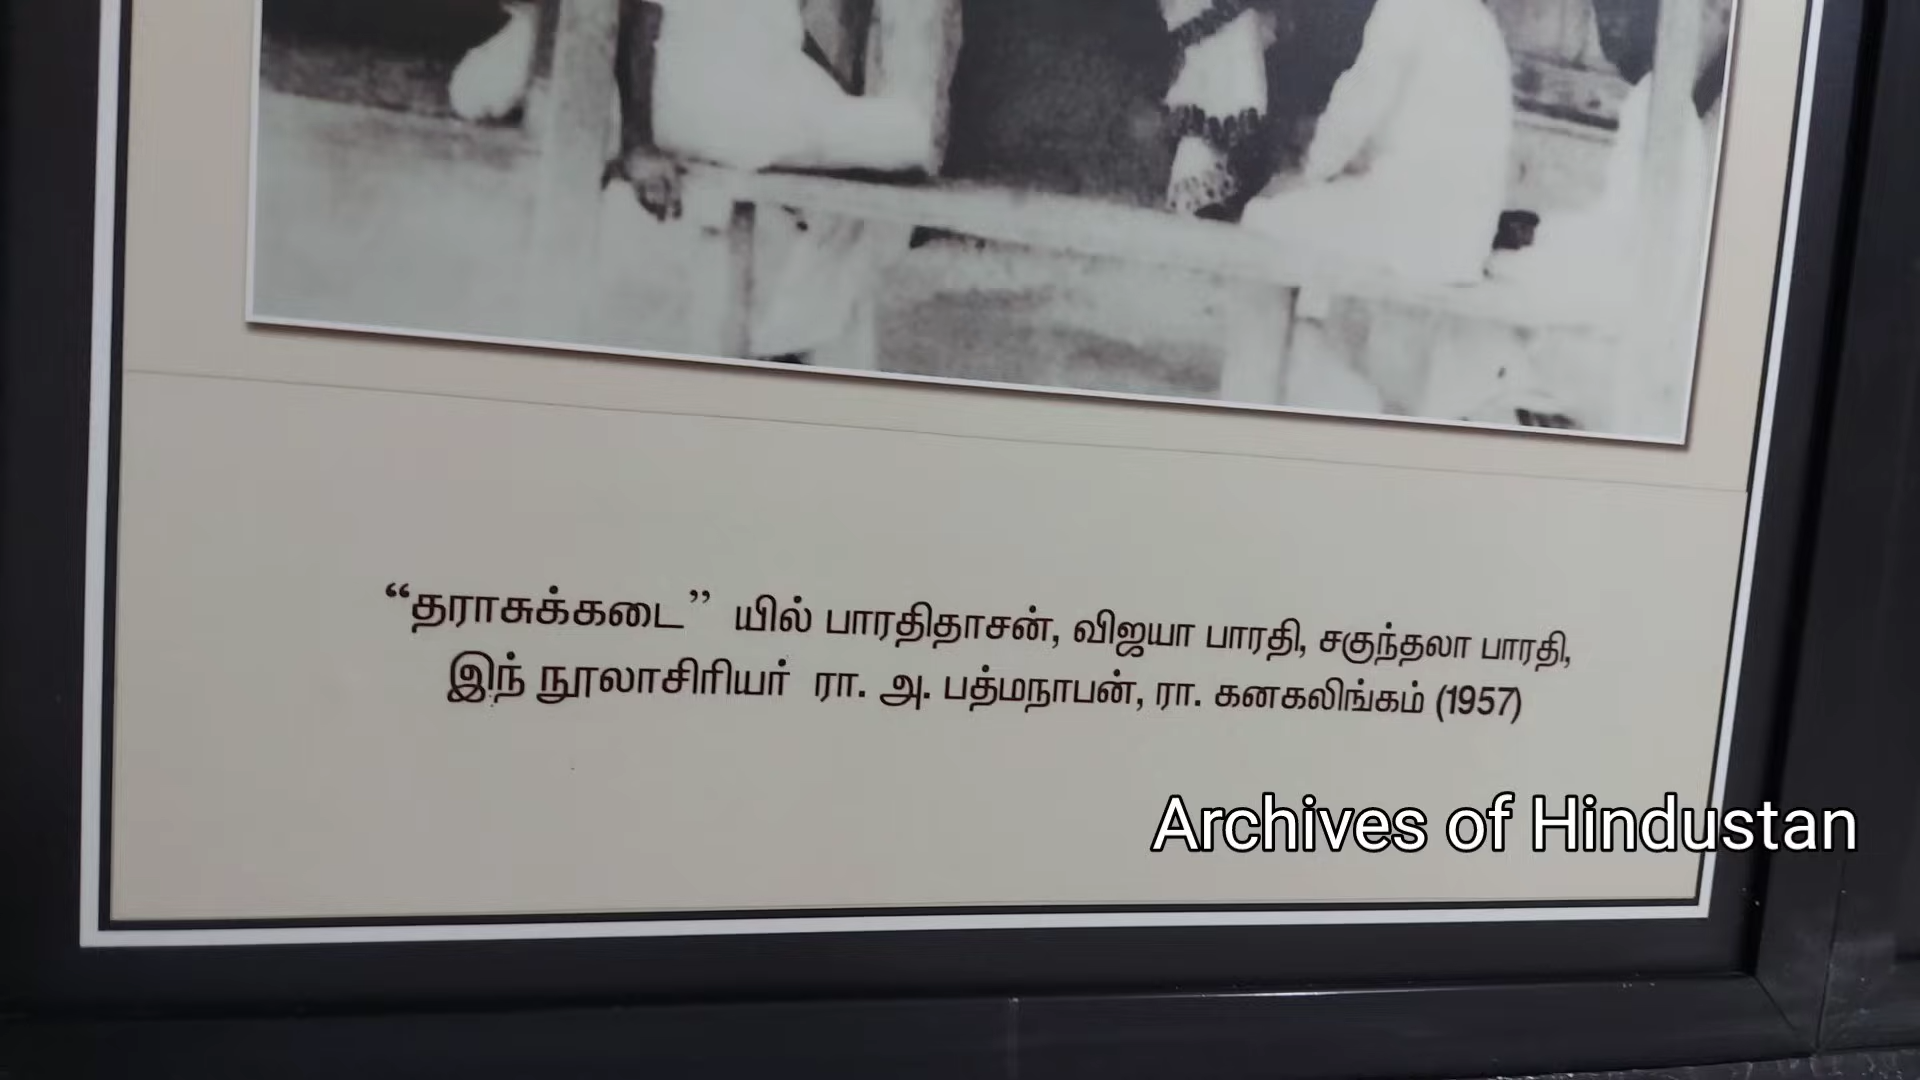 “தராசுக்கடை” யில் பாரதிதாசன், விஜயா பாரதி, சகுந்தலா பாரதி,
இந் நூலாசிரியர் ரா. அ. பத்மநாபன், ரா. கனகலிங்கம் (1957)
Archives of Hindustan